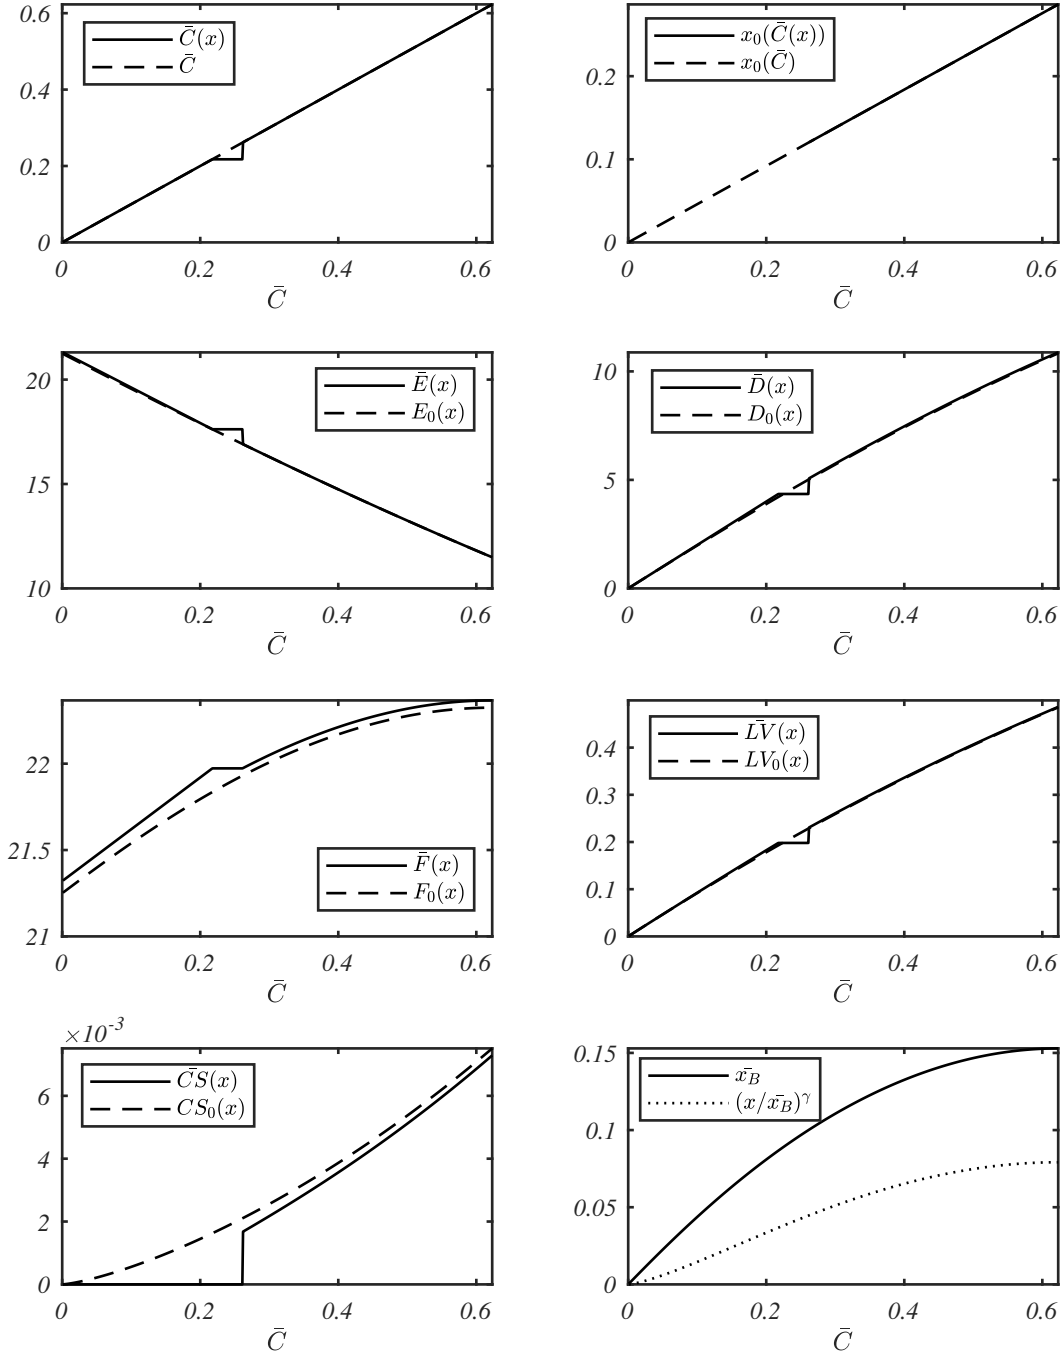 0.6
0.4
0.2
0
C̄(x)
C̄
0 0.2 0.4 0.6
C̄
0.2
0.1
0
x₀(C̄(x))
x₀(C̄)
0 0.2 0.4 0.6
C̄
20
15
10
Ē(x)
E₀(x)
0 0.2 0.4 0.6
C̄
10
5
0
D̄(x)
D₀(x)
0 0.2 0.4 0.6
C̄
22
21.5
21
F̄(x)
F₀(x)
0 0.2 0.4 0.6
C̄
0.4
0.3
0.2
0.1
0
LV̄(x)
LV₀(x)
0 0.2 0.4 0.6
C̄
×10⁻³
6
4
2
0
C̄S(x)
CS₀(x)
0 0.2 0.4 0.6
C̄
0.15
0.1
0.05
0
x̄_B
(x/x̄_B)^γ
0 0.2 0.4 0.6
C̄